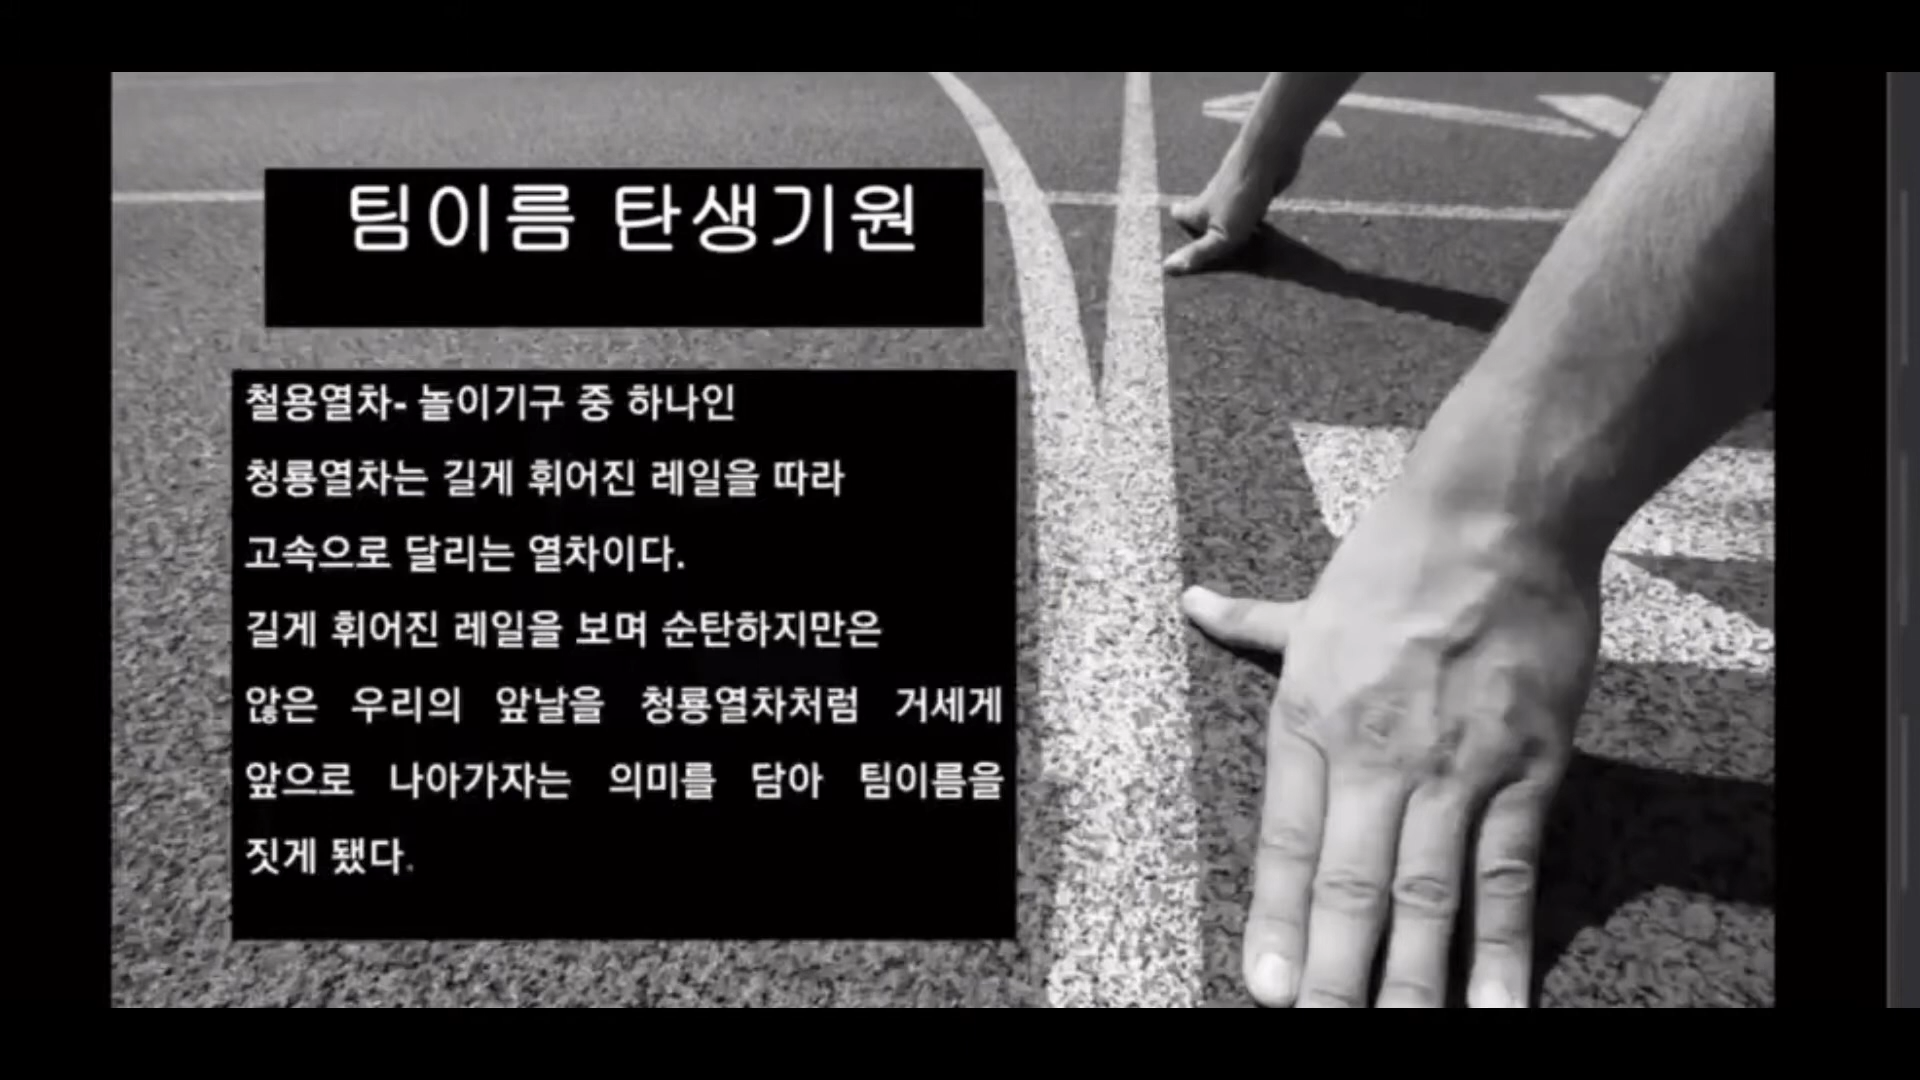 팀이름 탄생기원
철용열차- 놀이기구 중 하나인
청룡열차는 길게 휘어진 레일을 따라
고속으로 달리는 열차이다.
길게 휘어진 레일을 보며 순탄하지만은
않은 우리의 앞날을 청룡열차처럼 거세게
앞으로 나아가자는 의미를 담아 팀이름을
짓게 됐다.